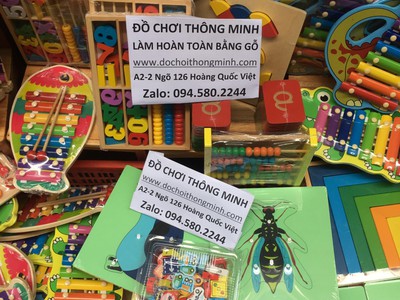 ĐỒ CHƠI THÔNG MINH
LÀM HOÀN TOÀN BẰNG GỖ
www.dochoithongminh.com
A2-2 Ngõ 126 Hoàng Quốc Việt
Zalo: 094.580.2244
ĐỒ CHƠI THÔNG MINH
www.dochoithongminh.com
A2-2 Ngõ 126 Hoàng Quốc Việt
Zalo: 094.580.2244